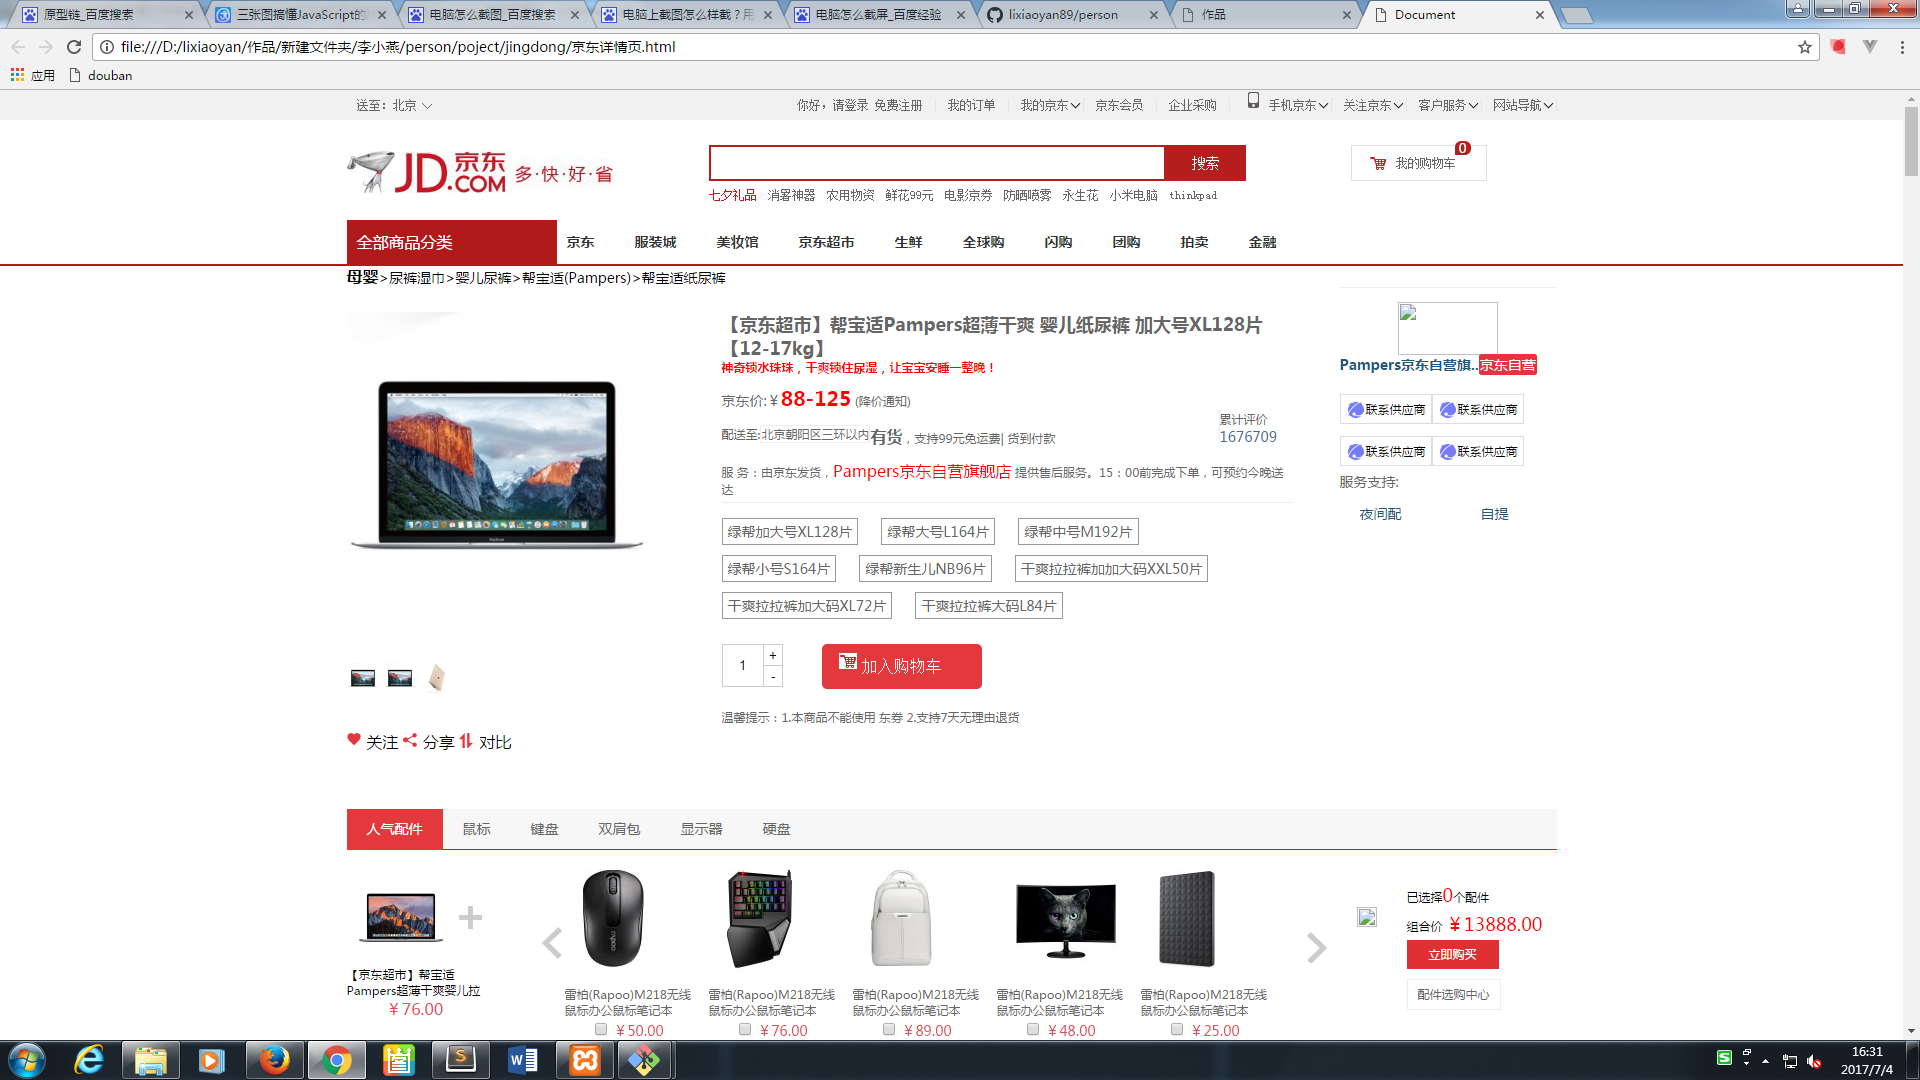 原型链_百度搜索
三张图搞懂JavaScript的
电脑怎么截图_百度搜索
电脑上截图怎么样截？用
电脑怎么截屏_百度经验
lixiaoyan89/person
作品
Document
file:///D:/lixiaoyan/作品/新建文件夹/李小燕/person/poject/jingdong/京东详情页.html
应用
douban
送至：北京
你好，请登录 免费注册
我的订单
我的京东
京东会员
企业采购
手机京东
关注京东
客户服务
网站导航
JD.COM 京东 多·快·好·省
搜索
我的购物车
0
七夕礼品 消署神器 农用物资 鲜花99元 电影京券 防晒喷雾 永生花 小米电脑 thinkpad
全部商品分类
京东 服装城 美妆馆 京东超市 生鲜 全球购 闪购 团购 拍卖 金融
母婴>尿裤湿巾>婴儿尿裤>帮宝适(Pampers)>帮宝适纸尿裤
【京东超市】帮宝适Pampers超薄干爽 婴儿纸尿裤 加大号XL128片
【12-17kg】
神奇锁水珠珠，干爽锁住尿湿，让宝宝安睡一整晚！
京东价:￥88-125 (降价通知)
累计评价
1676709
配送至:北京朝阳区三环以内有货，支持99元免运费| 货到付款
服 务：由京东发货，Pampers京东自营旗舰店 提供售后服务。15：00前完成下单，可预约今晚送
达
绿帮加大号XL128片 绿帮大号L164片 绿帮中号M192片
绿帮小号S164片 绿帮新生儿NB96片 干爽拉拉裤加加大码XXL50片
干爽拉拉裤加大码XL72片 干爽拉拉裤大码L84片
1
+
-
加入购物车
温馨提示：1.本商品不能使用 东券 2.支持7天无理由退货
Pampers京东自营旗..京东自营
联系供应商 联系供应商
联系供应商 联系供应商
服务支持:
夜间配 自提
关注 分享 对比
人气配件 鼠标 键盘 双肩包 显示器 硬盘
【京东超市】帮宝适
Pampers超薄干爽婴儿拉
￥76.00
雷柏(Rapoo)M218无线
鼠标办公鼠标笔记本
￥50.00
雷柏(Rapoo)M218无线
鼠标办公鼠标笔记本
￥76.00
雷柏(Rapoo)M218无线
鼠标办公鼠标笔记本
￥89.00
雷柏(Rapoo)M218无线
鼠标办公鼠标笔记本
￥48.00
雷柏(Rapoo)M218无线
鼠标办公鼠标笔记本
￥25.00
已选择0个配件
组合价 ￥13888.00
立即购买
配件选购中心
16:31
2017/7/4